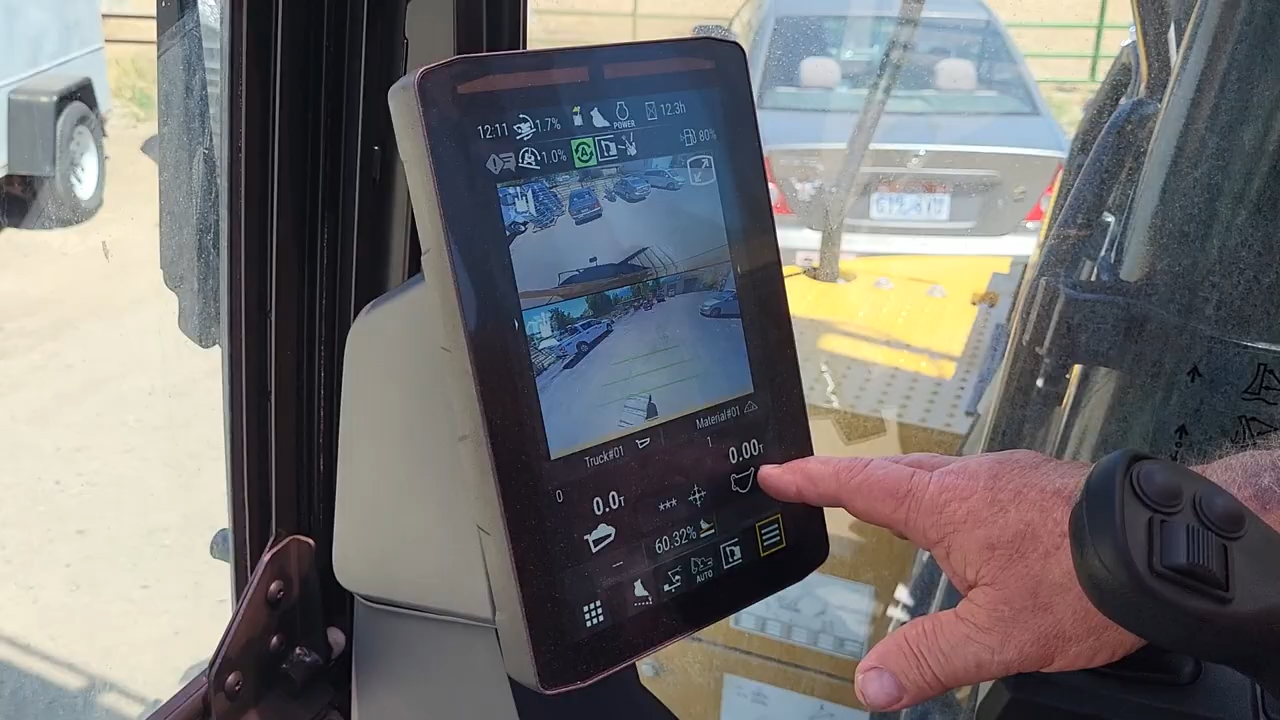 12:11 1.7% POWER 12.3h
1.0% 80%
Truck#01 Material#01
1
0 0.0T 0.00T
***
60.32%
AUTO